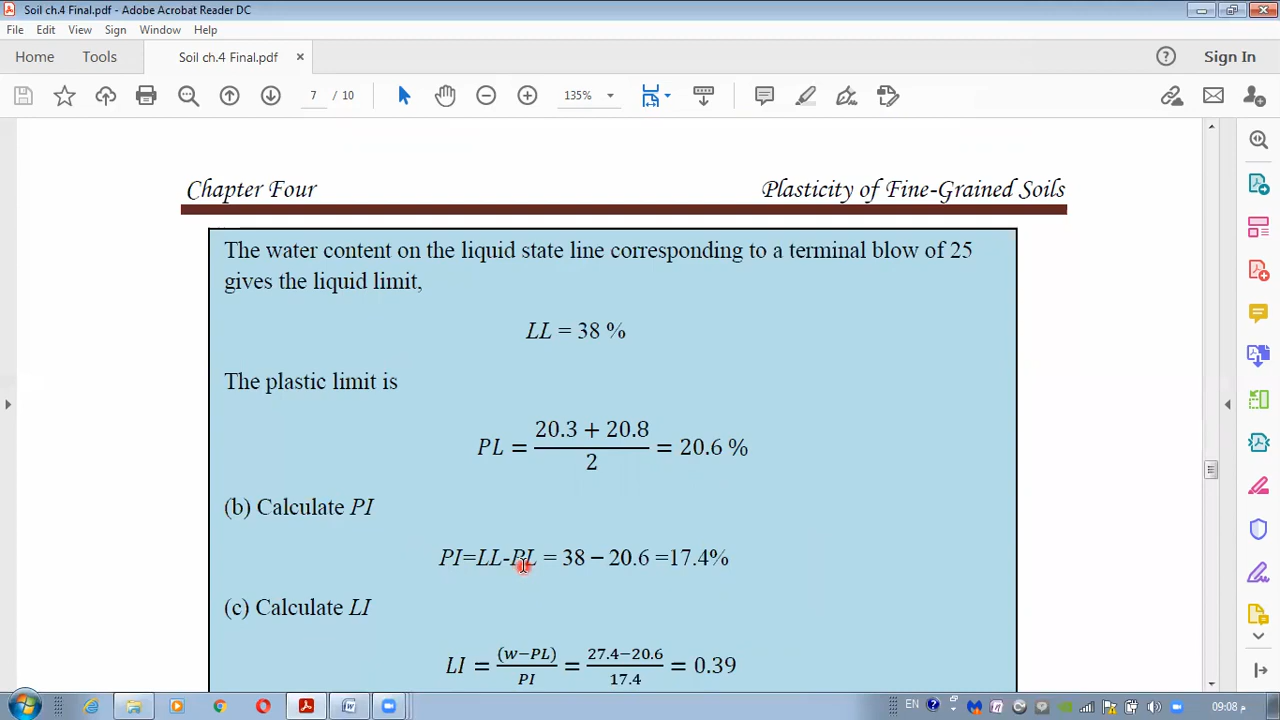 Soil ch.4 Final.pdf - Adobe Acrobat Reader DC
File Edit View Sign Window Help
Home Tools Soil ch.4 Final.pdf × Sign In
7 / 10 135%
Chapter Four Plasticity of Fine-Grained Soils
The water content on the liquid state line corresponding to a terminal blow of 25
gives the liquid limit,
LL = 38 %
The plastic limit is
PL = (20.3 + 20.8)/2 = 20.6 %
(b) Calculate PI
PI=LL-PL = 38 − 20.6 =17.4%
(c) Calculate LI
LI = (w−PL)/PI = (27.4−20.6)/17.4 = 0.39
EN 09:08 م